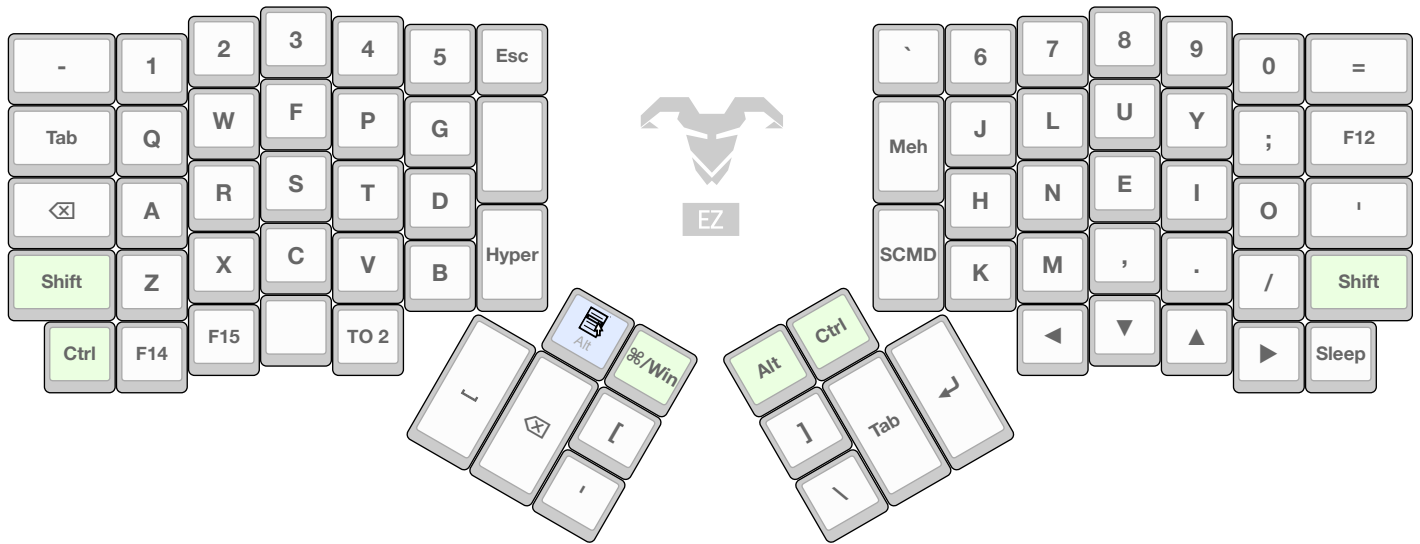 - 1 2 3 4 5 Esc
Tab Q W F P G
⌫ A R S T D
Shift Z X C V B Hyper
Ctrl F14 F15 TO 2
Alt ⌘/Win
⌫ [
'
EZ
` 6 7 8 9 0 =
Meh J L U Y ; F12
H N E I O '
SCMD K M , . / Shift
◀ ▼ ▲ ▶ Sleep
Alt Ctrl
] Tab ↵
\